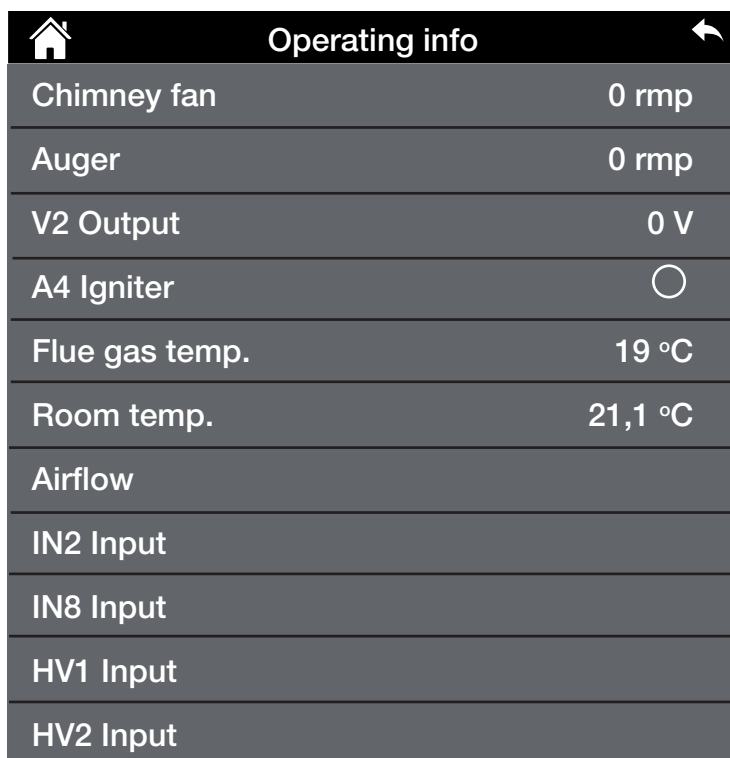 Operating info
Chimney fan 0 rmp
Auger 0 rmp
V2 Output 0 V
A4 Igniter
Flue gas temp. 19 °C
Room temp. 21,1 °C
Airflow
IN2 Input
IN8 Input
HV1 Input
HV2 Input